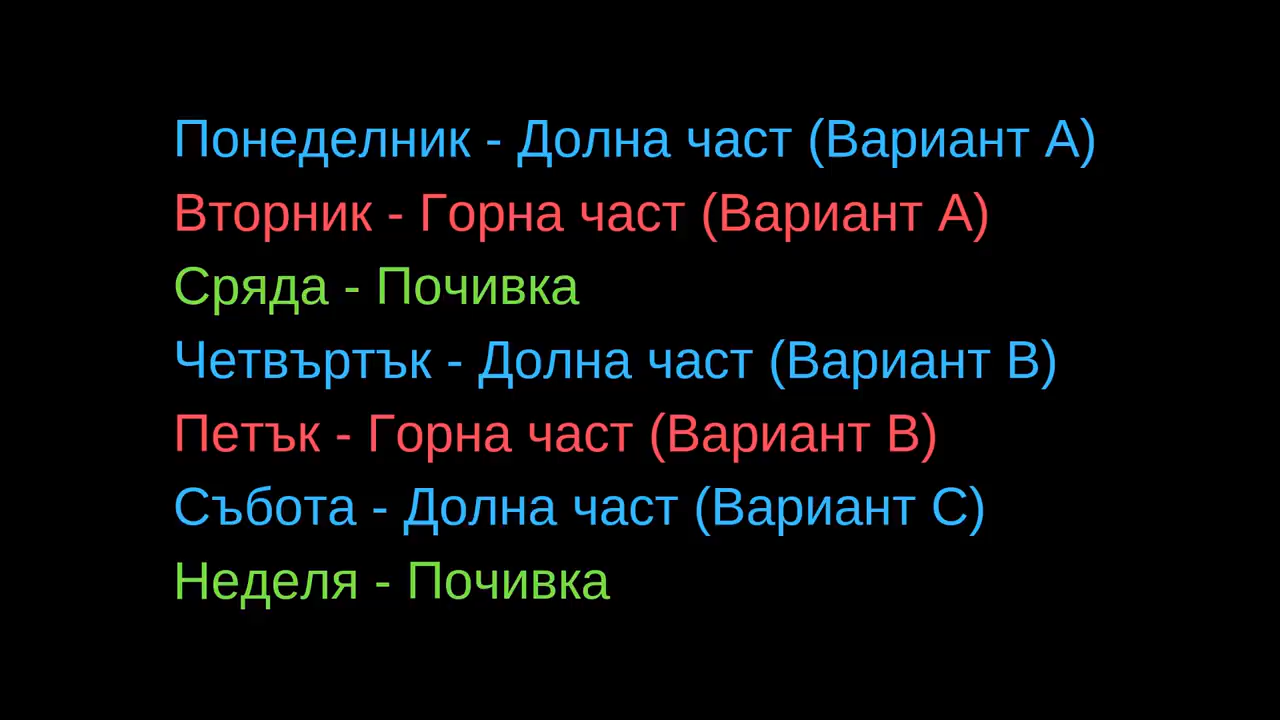 Понеделник - Долна част (Вариант А)
Вторник - Горна част (Вариант А)
Сряда - Почивка
Четвъртък - Долна част (Вариант В)
Петък - Горна част (Вариант В)
Събота - Долна част (Вариант С)
Неделя - Почивка